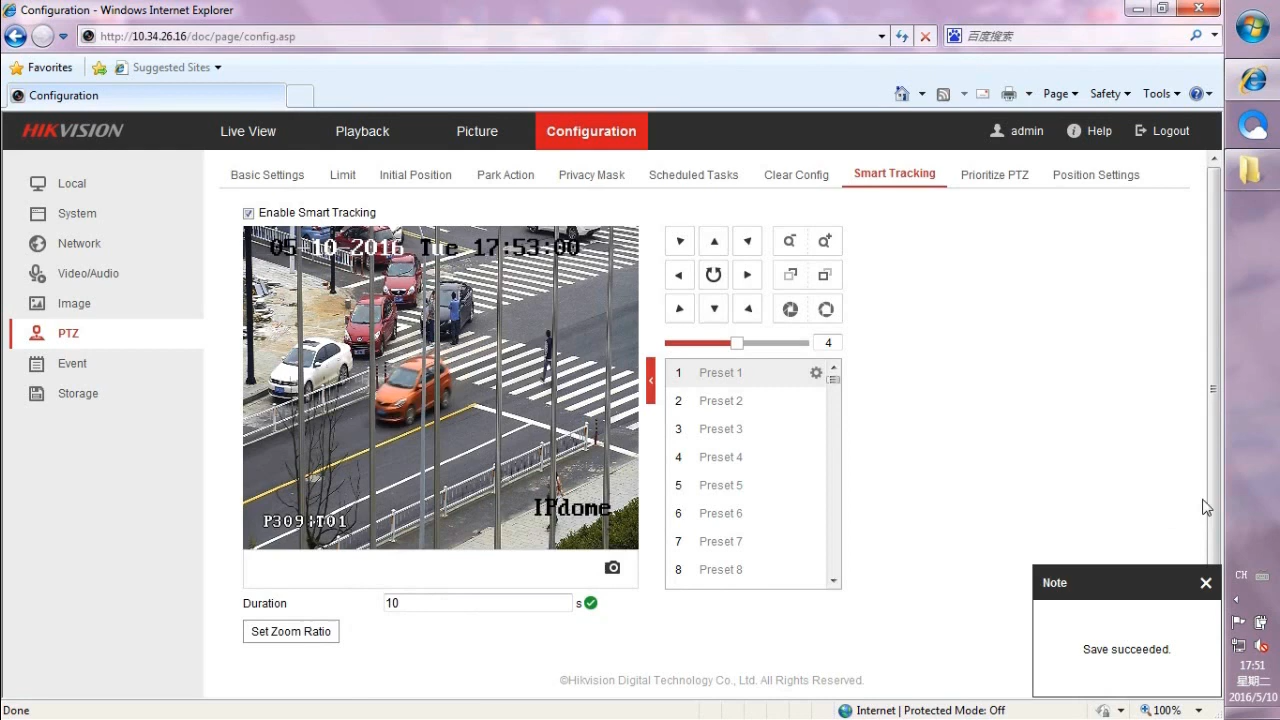 Configuration - Windows Internet Explorer
http://10.34.26.16/doc/page/config.asp
百度搜索
Favorites
Suggested Sites
Configuration
Page
Safety
Tools
HIKVISION
Live View
Playback
Picture
Configuration
admin
Help
Logout
Local
System
Network
Video/Audio
Image
PTZ
Event
Storage
Basic Settings
Limit
Initial Position
Park Action
Privacy Mask
Scheduled Tasks
Clear Config
Smart Tracking
Prioritize PTZ
Position Settings
Enable Smart Tracking
05-10-2016 Tue 17:53:00
IPdome
P309:T01
4
1 Preset 1
2 Preset 2
3 Preset 3
4 Preset 4
5 Preset 5
6 Preset 6
7 Preset 7
8 Preset 8
Duration
10
s
Set Zoom Ratio
Note
Save succeeded.
©Hikvision Digital Technology Co., Ltd. All Rights Reserved.
Done
Internet | Protected Mode: Off
100%
CH
17:51
星期二
2016/5/10